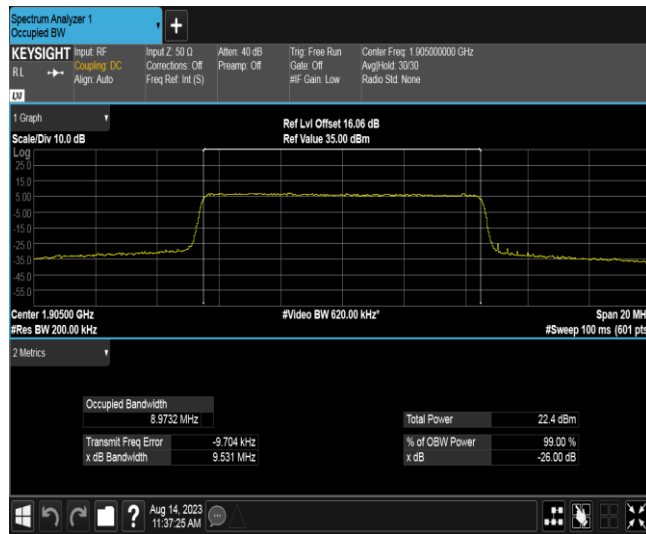 Spectrum Analyzer 1
Occupied BW
+
KEYSIGHT Input: RF Input Z: 50 Ω Atten: 40 dB Trig: Free Run Center Freq: 1.905000000 GHz
RL Coupling: DC Corrections: Off Preamp: Off Gate: Off Avg|Hold: 30/30
Align: Auto Freq Ref: Int (S) #IF Gain: Low Radio Std: None
LXI
1 Graph
Ref Lvl Offset 16.06 dB
Scale/Div 10.0 dB Ref Value 35.00 dBm
Log
25.0
15.0
5.00
-5.00
-15.0
-25.0
-35.0
-45.0
-55.0
Center 1.90500 GHz #Video BW 620.00 kHz* Span 20 MH
#Res BW 200.00 kHz #Sweep 100 ms (601 pts
2 Metrics
Occupied Bandwidth
8.9732 MHz Total Power 22.4 dBm
Transmit Freq Error -9.704 kHz % of OBW Power 99.00 %
x dB Bandwidth 9.531 MHz x dB -26.00 dB
? Aug 14, 2023
11:37:25 AM